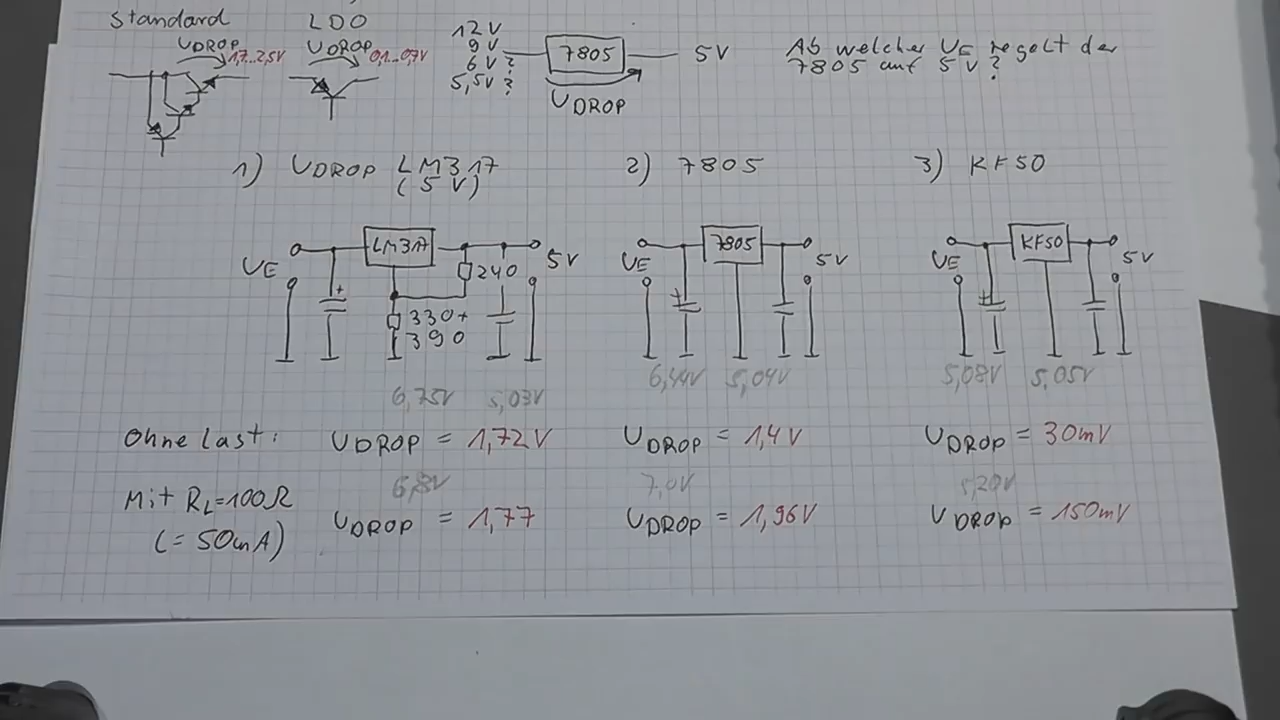 Standard
LDO
UDROP
1,7...2,5V
UDROP
0,1...0,7V
12V
9V
6V?
5,5V?
7805
5V
UDROP
Ab welcher UE regelt der
7805 auf 5V?
1) UDROP LM317
(5V)
2) 7805
3) KF50
UE
LM317
240
330+
390
5V
UE
7805
5V
UE
KF50
5V
6,75V
5,03V
6,44V
5,04V
5,08V
5,05V
Ohne Last:
UDROP = 1,72V
UDROP = 1,4V
UDROP = 30mV
6,8V
7,0V
5,20V
Mit RL=100Ω
(=50mA)
UDROP = 1,77
UDROP = 1,96V
UDROP = 150mV